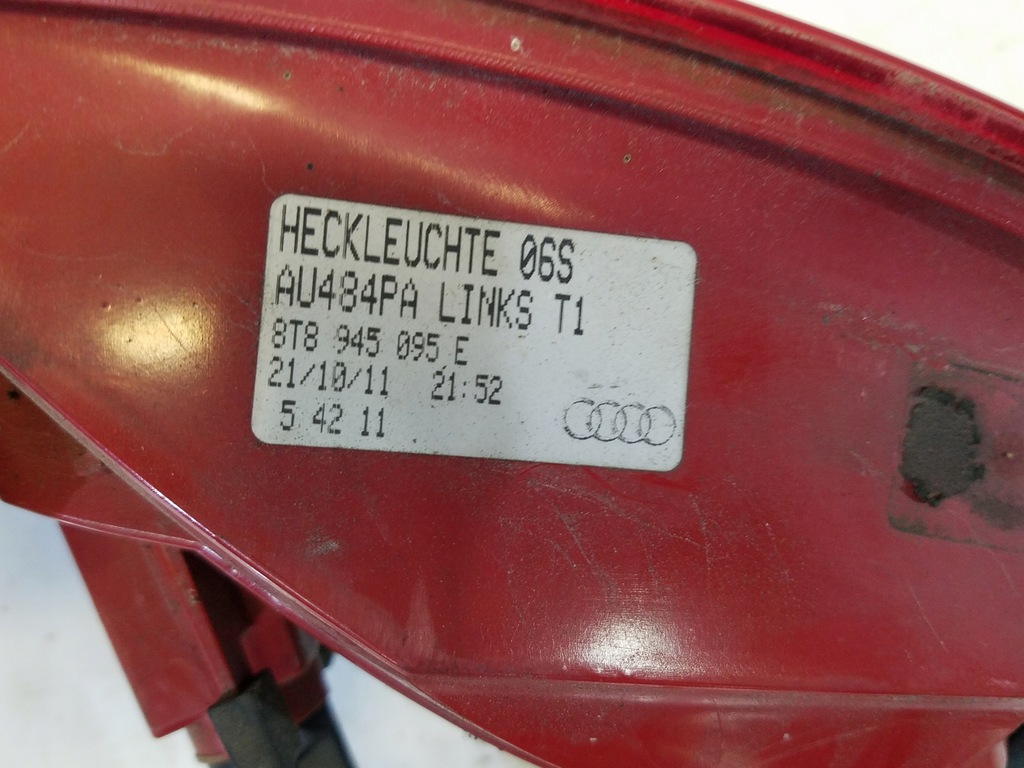 HECKLEUCHTE 06S
AU484PA LINKS T1
8T8 945 095 E
21/10/11 21:52
5 42 11